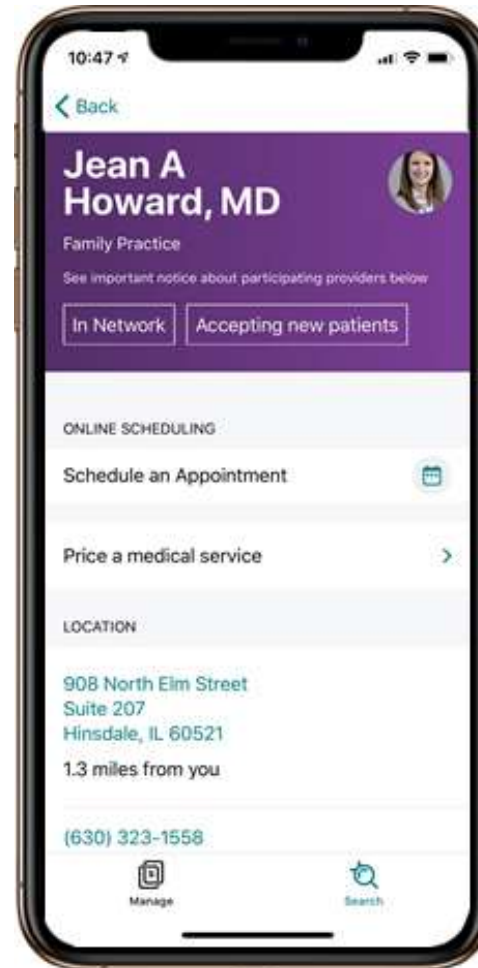 10:47
Back
Jean A
Howard, MD
Family Practice
See important notice about participating providers below
In Network
Accepting new patients
ONLINE SCHEDULING
Schedule an Appointment
Price a medical service
LOCATION
908 North Elm Street
Suite 207
Hinsdale, IL 60521
1.3 miles from you
(630) 323-1558
Manage
Search